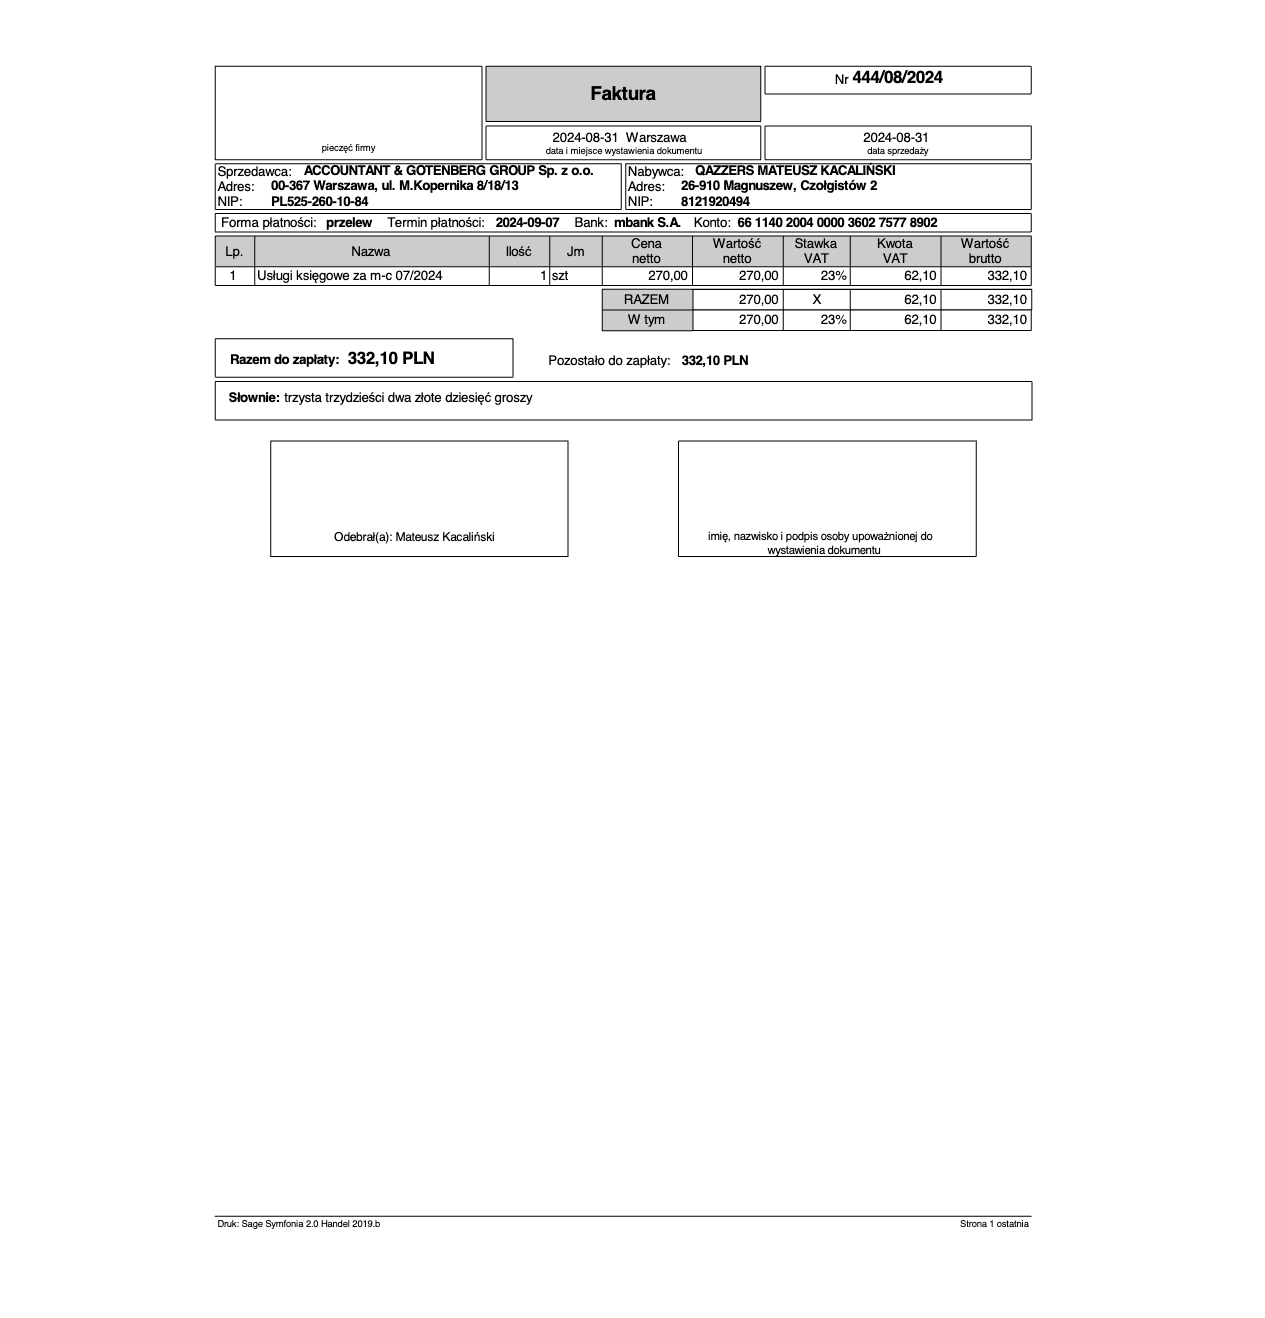 Faktura
Nr 444/08/2024
pieczęć firmy
2024-08-31 Warszawa
data i miejsce wystawienia dokumentu
2024-08-31
data sprzedaży
Sprzedawca: ACCOUNTANT & GOTENBERG GROUP Sp. z o.o.
Adres: 00-367 Warszawa, ul. M.Kopernika 8/18/13
NIP: PL525-260-10-84
Nabywca: QAZZERS MATEUSZ KACALIŃSKI
Adres: 26-910 Magnuszew, Czołgistów 2
NIP: 8121920494
Forma płatności: przelew Termin płatności: 2024-09-07 Bank: mbank S.A. Konto: 66 1140 2004 0000 3602 7577 8902
Lp. Nazwa Ilość Jm Cena netto Wartość netto Stawka VAT Kwota VAT Wartość brutto
1 Usługi księgowe za m-c 07/2024 1 szt 270,00 270,00 23% 62,10 332,10
RAZEM 270,00 X 62,10 332,10
W tym 270,00 23% 62,10 332,10
Razem do zapłaty: 332,10 PLN Pozostało do zapłaty: 332,10 PLN
Słownie: trzysta trzydzieści dwa złote dziesięć groszy
Odebrał(a): Mateusz Kacaliński
imię, nazwisko i podpis osoby upoważnionej do
wystawienia dokumentu
Druk: Sage Symfonia 2.0 Handel 2019.b Strona 1 ostatnia